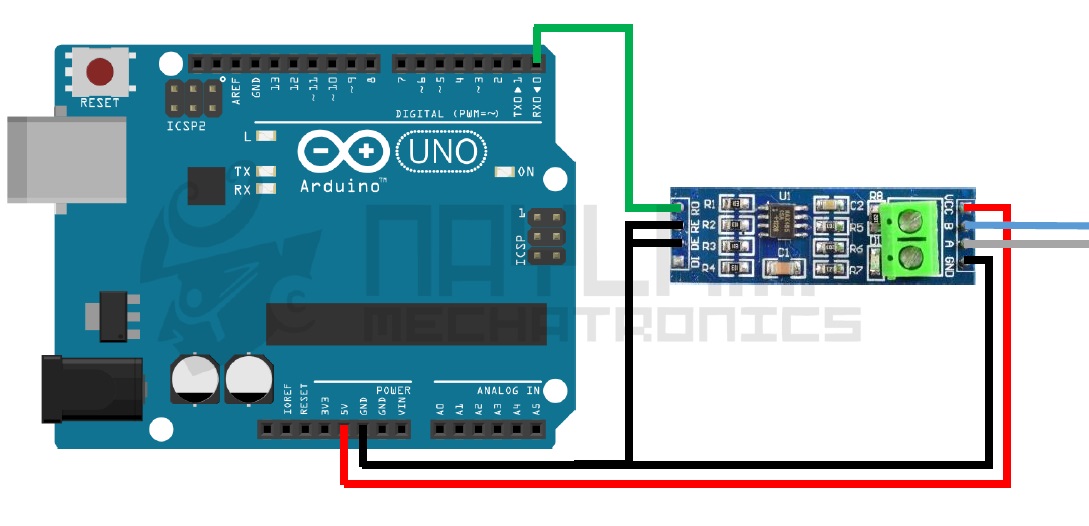 RESET
ICSP2
AREF
GND
13
12
~11
~10
~9
8
7
~6
~5
4
~3
2
TX0▶1
RX0◀0
DIGITAL (PWM=~)
L
TX
RX
Arduino™
UNO
ON
1
ICSP
NAYLAMP
MECHATRONICS
IOREF
RESET
3V3
5V
GND
GND
VIN
POWER
ANALOG IN
A0
A1
A2
A3
A4
A5
RO
RE
DE
DI
R1
R2
R3
R4
U1
MAX485
C1
C2
R5
R6
R7
R8
VCC
B
A
GND